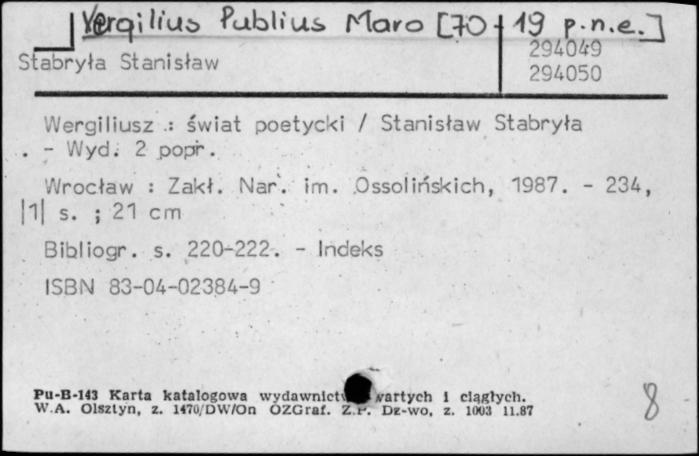 Vergilius Publius Maro [70-19 p.n.e.]
294049
Stabryła Stanisław
294050
Wergiliusz : świat poetycki / Stanisław Stabryła
. - Wyd. 2 popr.
Wrocław : Zakł. Nar. im. Ossolińskich, 1987. - 234,
|1| s. ; 21 cm
Bibliogr. s. 220-222. - Indeks
ISBN 83-04-02384-9
Pu-B-143 Karta katalogowa wartych i ciągłych.
W.A. Olsztyn, z. 1470/DW/On OZGraf. Z.P. Dz-wo, z. 1003 11.87
8